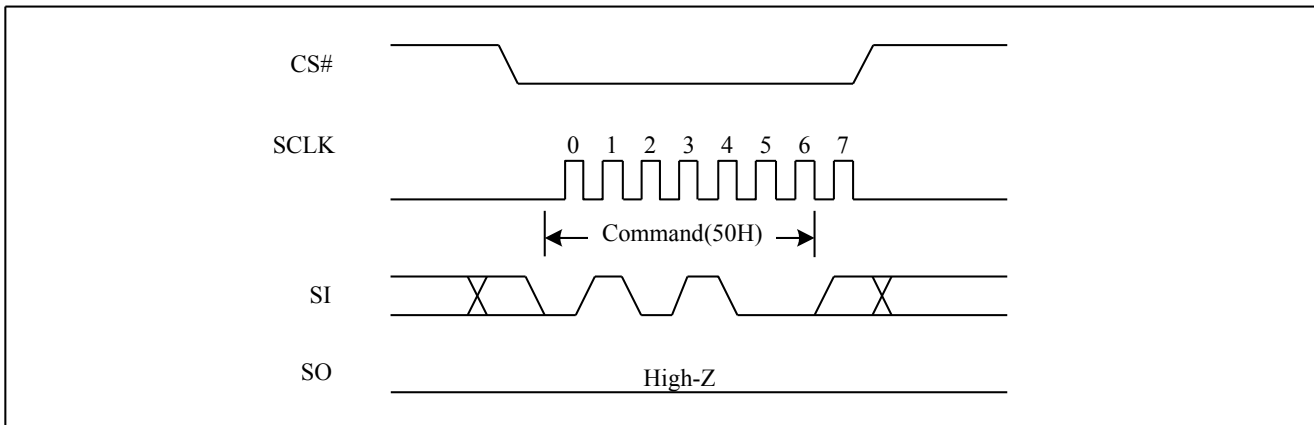 CS#
SCLK
0 1 2 3 4 5 6 7
Command(50H)
SI
SO
High-Z